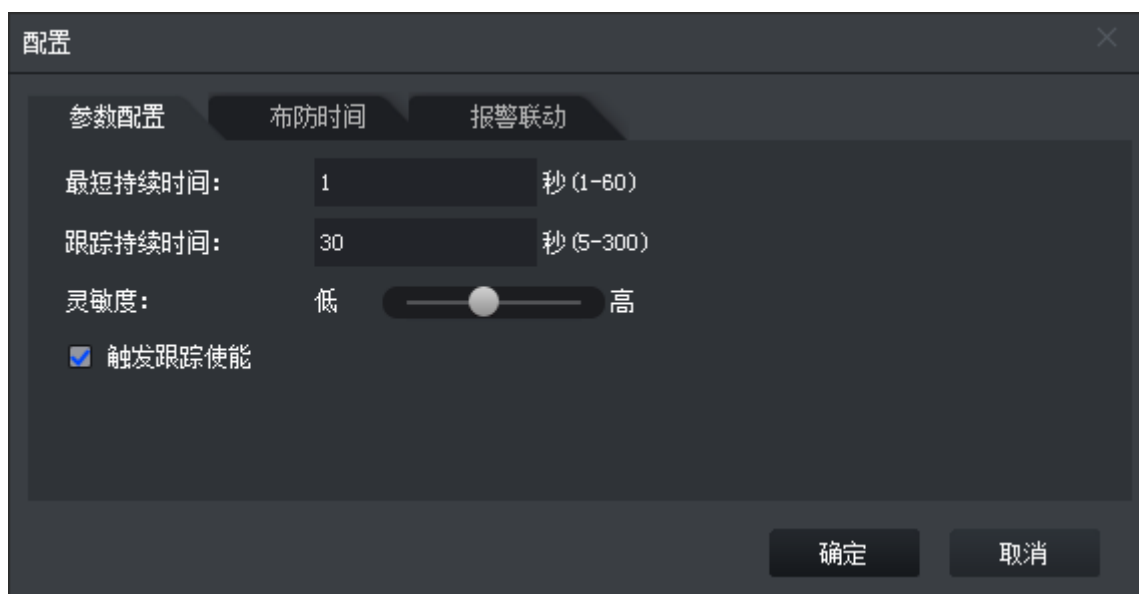 配置
参数配置 布防时间 报警联动
最短持续时间: 1 秒(1-60)
跟踪持续时间: 30 秒(5-300)
灵敏度: 低 高
触发跟踪使能
确定 取消